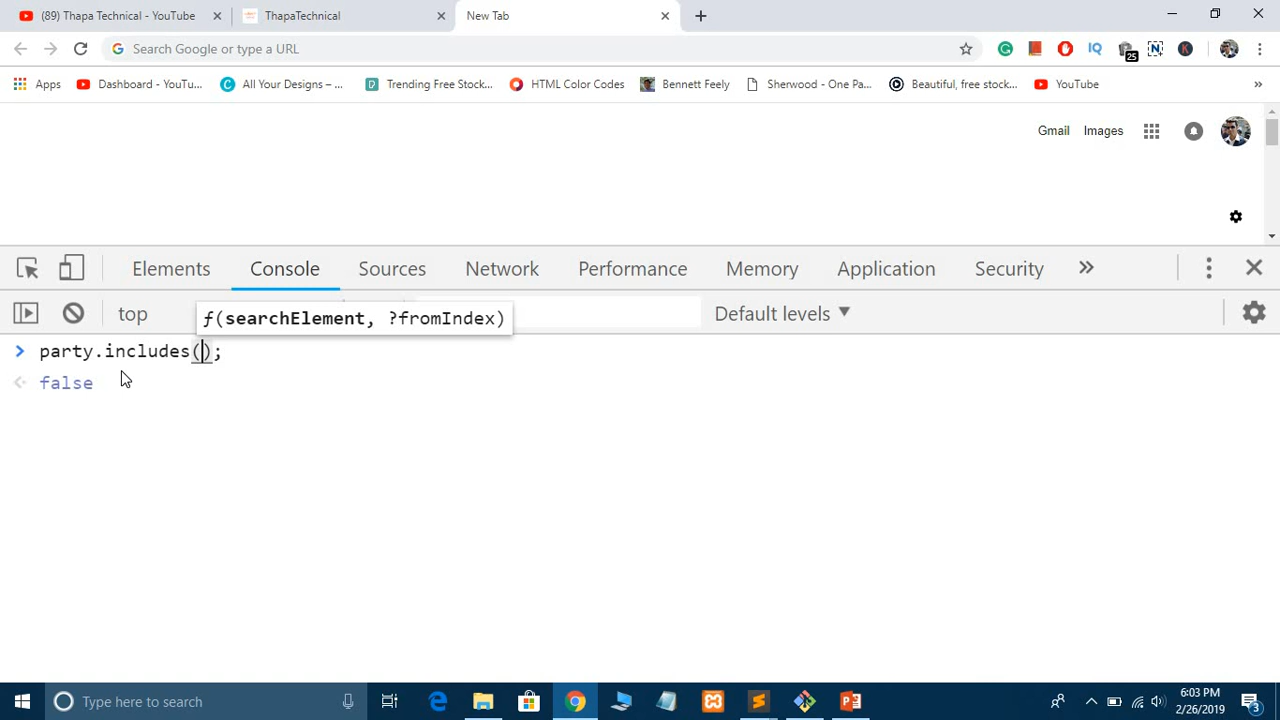 (89) Thapa Technical - YouTube
ThapaTechnical
New Tab
Search Google or type a URL
25
Apps
Dashboard - YouTu...
All Your Designs – ...
Trending Free Stock...
HTML Color Codes
Bennett Feely
Sherwood - One Pa...
Beautiful, free stock...
YouTube
Gmail
Images
Elements
Console
Sources
Network
Performance
Memory
Application
Security
top
ƒ(searchElement, ?fromIndex)
Default levels
party.includes();
false
Type here to search
6:03 PM
2/26/2019
3